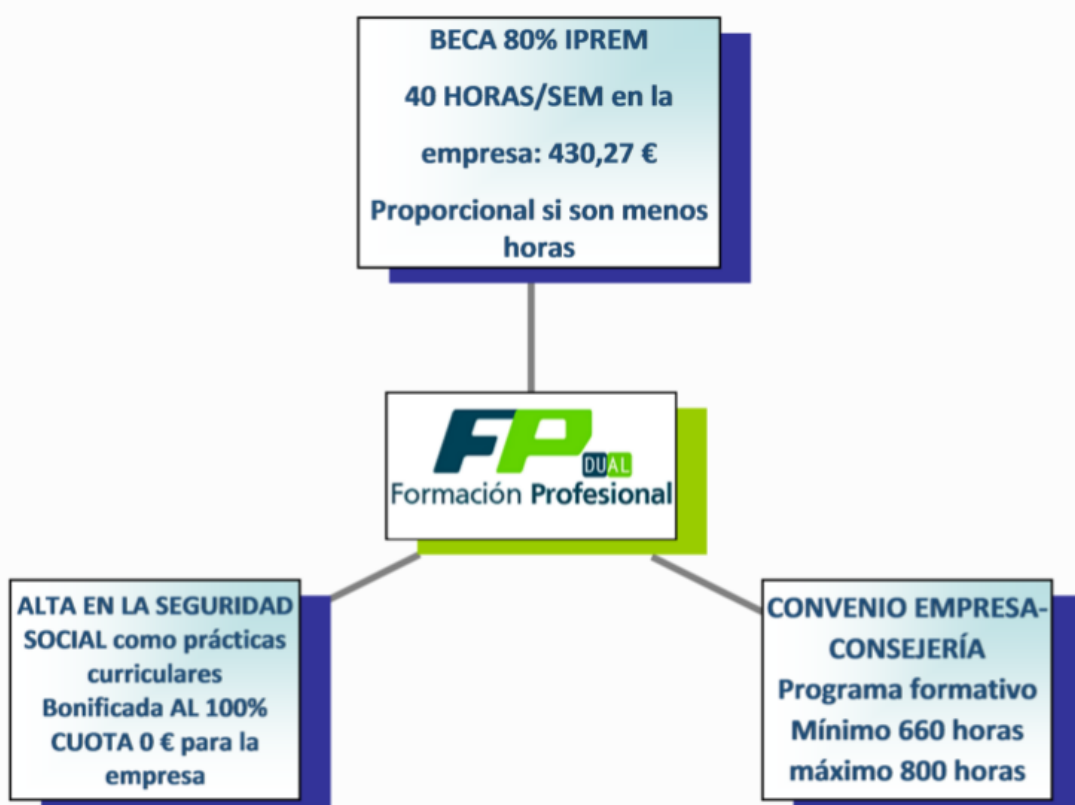 BECA 80% IPREM
40 HORAS/SEM en la
empresa: 430,27 €
Proporcional si son menos
horas
FP
DUAL
Formación Profesional
ALTA EN LA SEGURIDAD
SOCIAL como prácticas
curriculares
Bonificada AL 100%
CUOTA 0 € para la
empresa
CONVENIO EMPRESA-
CONSEJERÍA
Programa formativo
Mínimo 660 horas
máximo 800 horas